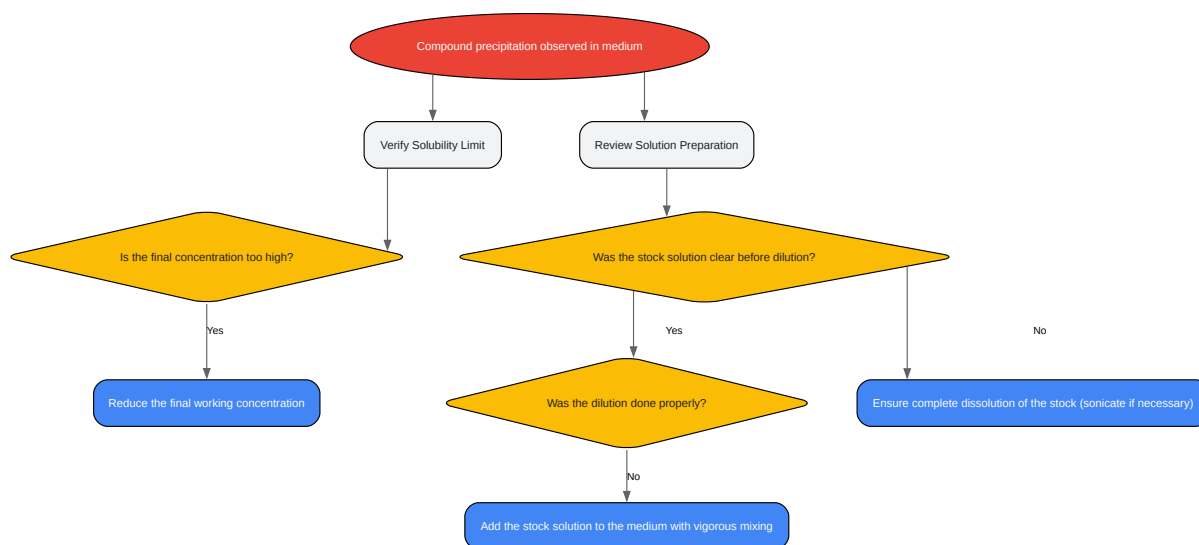 Compound precipitation observed in medium
Verify Solubility Limit
Review Solution Preparation
Is the final concentration too high?
Was the stock solution clear before dilution?
Yes
Yes
No
Reduce the final working concentration
Was the dilution done properly?
Ensure complete dissolution of the stock (sonicate if necessary)
No
Add the stock solution to the medium with vigorous mixing